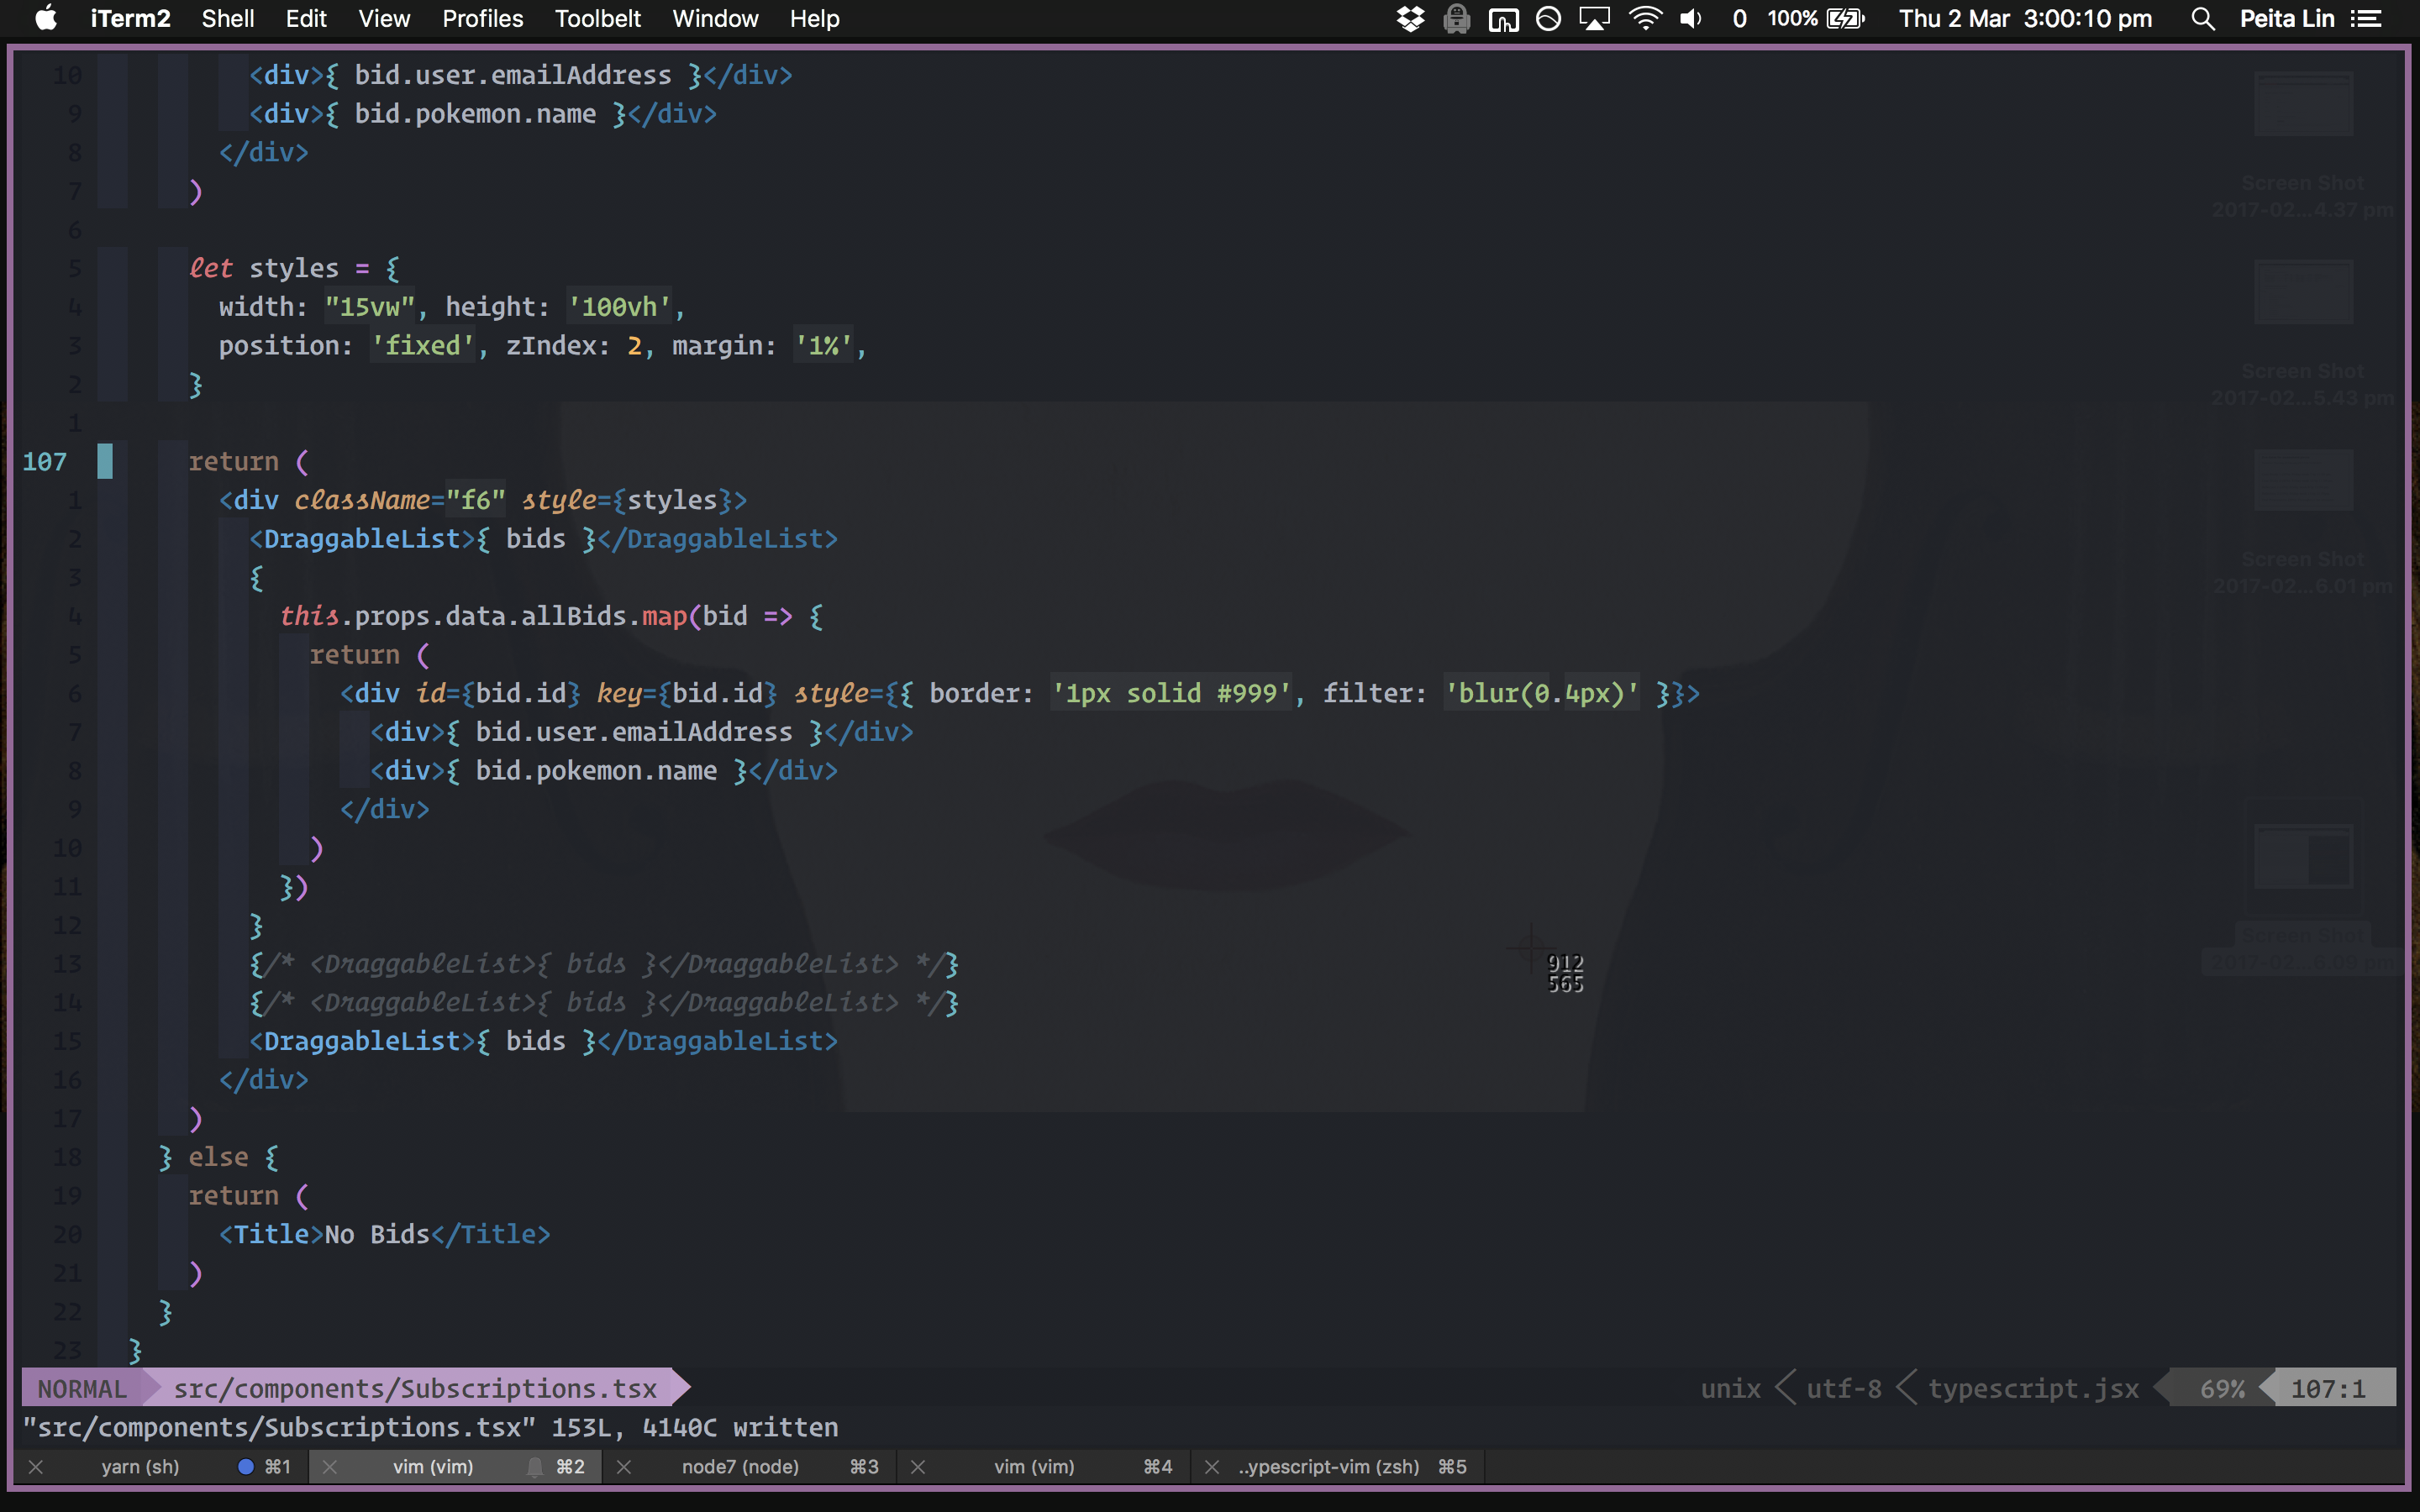 iTerm2 Shell Edit View Profiles Toolbelt Window Help 0 100% Thu 2 Mar 3:00:10 pm Peita Lin
10 <div>{ bid.user.emailAddress }</div>
9 <div>{ bid.pokemon.name }</div>
8 </div>
7 )
6
5 let styles = {
4 width: "15vw", height: '100vh',
3 position: 'fixed', zIndex: 2, margin: '1%',
2 }
1
107 return (
1 <div className="f6" style={styles}>
2 <DraggableList>{ bids }</DraggableList>
3 {
4 this.props.data.allBids.map(bid => {
5 return (
6 <div id={bid.id} key={bid.id} style={{ border: '1px solid #999', filter: 'blur(0.4px)' }}>
7 <div>{ bid.user.emailAddress }</div>
8 <div>{ bid.pokemon.name }</div>
9 </div>
10 )
11 })
12 }
13 {/* <DraggableList>{ bids }</DraggableList> */}
14 {/* <DraggableList>{ bids }</DraggableList> */}
15 <DraggableList>{ bids }</DraggableList>
16 </div>
17 )
18 } else {
19 return (
20 <Title>No Bids</Title>
21 )
22 }
23 }
Screen Shot
2017-02...4.37 pm
Screen Shot
2017-02...5.43 pm
Screen Shot
2017-02...6.01 pm
Screen Shot
2017-02...6.09 pm
912
565
NORMAL src/components/Subscriptions.tsx unix utf-8 typescript.jsx 69% 107:1
"src/components/Subscriptions.tsx" 153L, 4140C written
yarn (sh) ⌘1 vim (vim) ⌘2 node7 (node) ⌘3 vim (vim) ⌘4 ..ypescript-vim (zsh) ⌘5